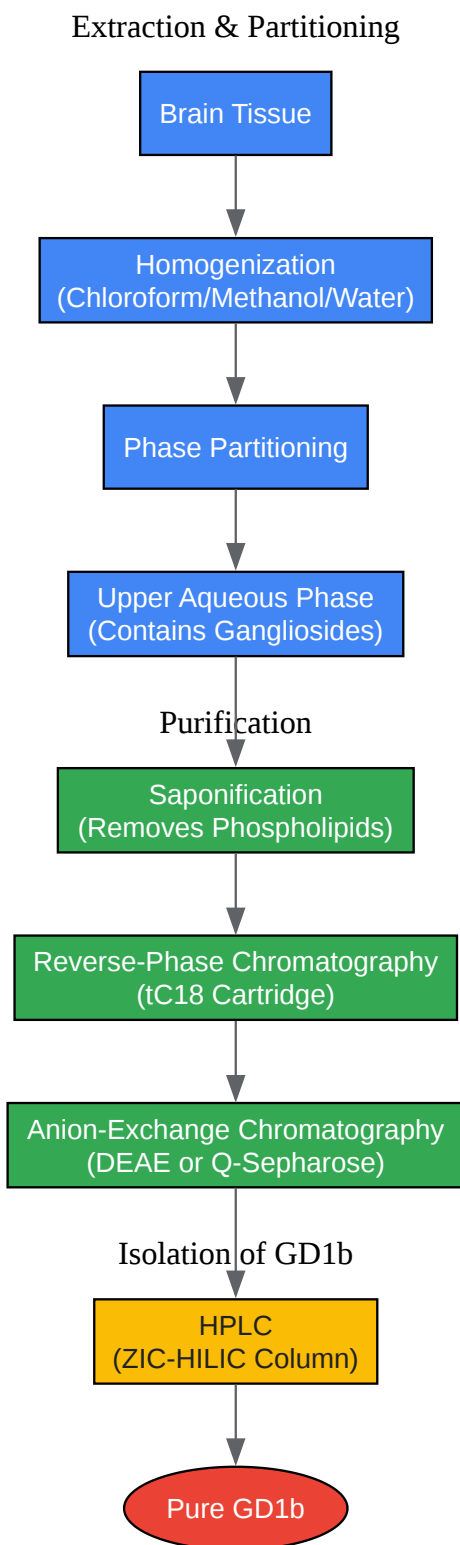 Extraction & Partitioning
Brain Tissue
Homogenization
(Chloroform/Methanol/Water)
Phase Partitioning
Upper Aqueous Phase
(Contains Gangliosides)
Purification
Saponification
(Removes Phospholipids)
Reverse-Phase Chromatography
(tC18 Cartridge)
Anion-Exchange Chromatography
(DEAE or Q-Sepharose)
Isolation of GD1b
HPLC
(ZIC-HILIC Column)
Pure GD1b